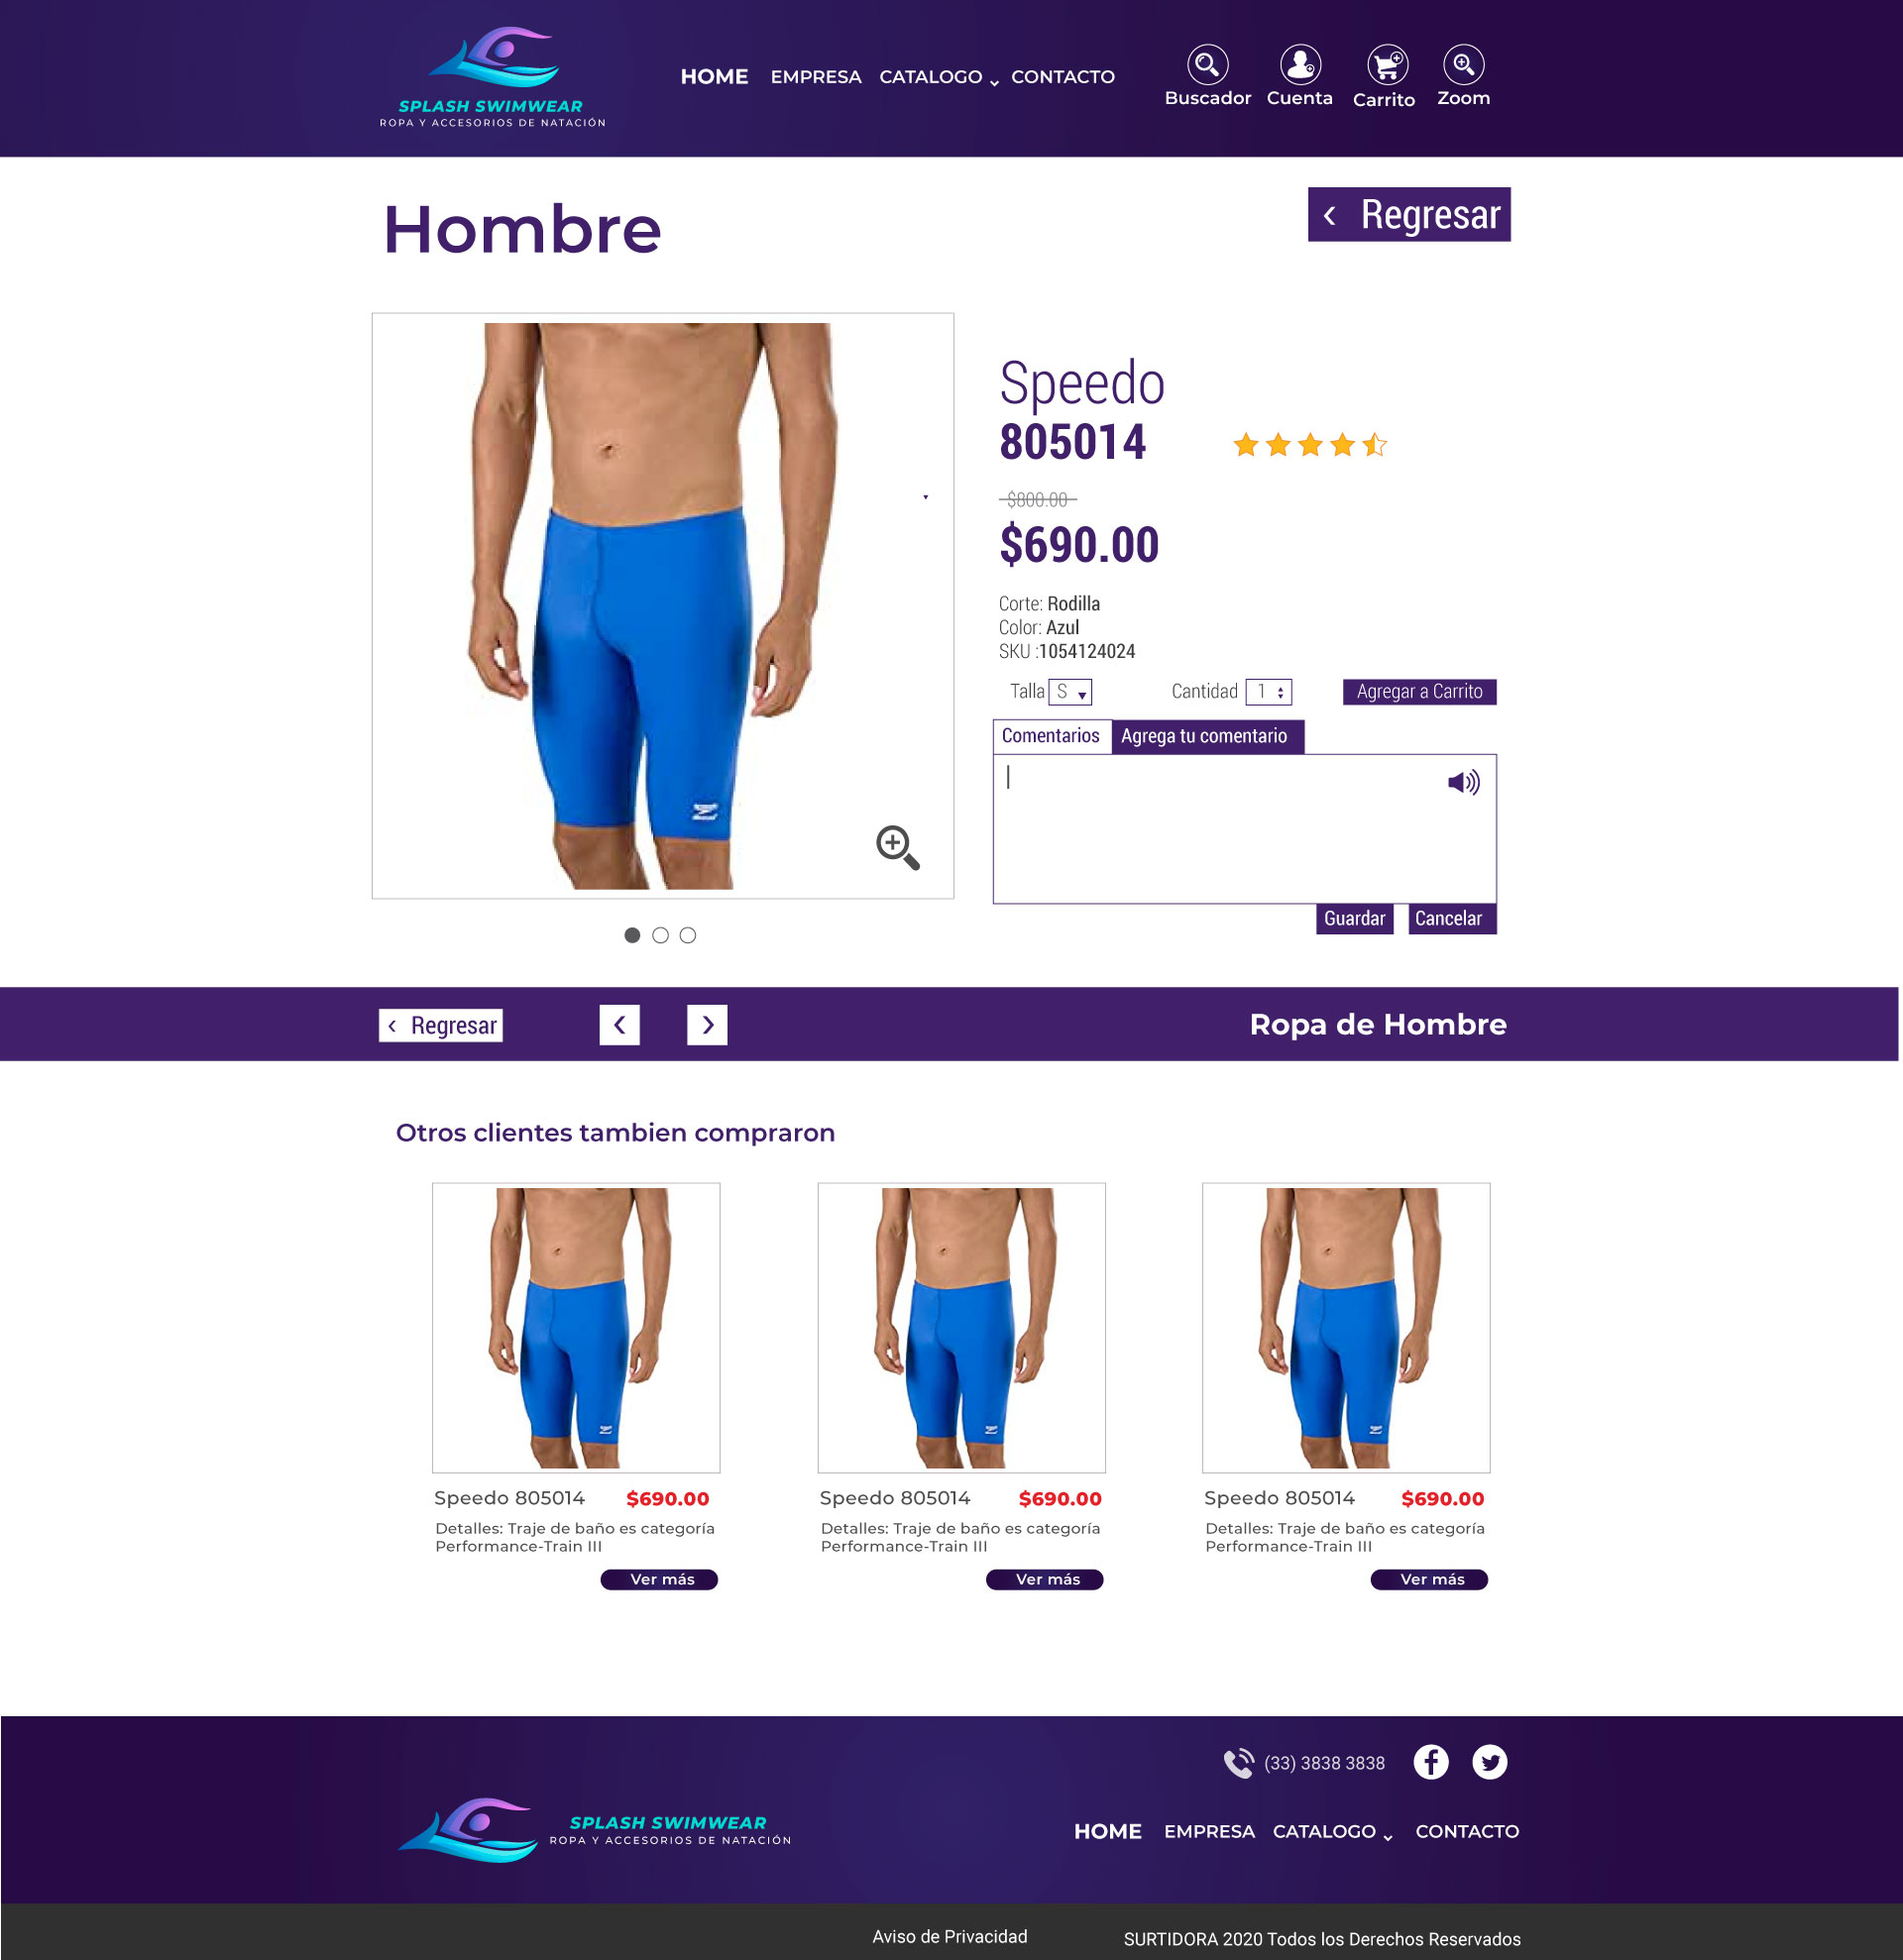 HOME EMPRESA CATALOGO CONTACTO
Buscador Cuenta Carrito Zoom
SPLASH SWIMWEAR
ROPA Y ACCESORIOS DE NATACIÓN
Hombre
Regresar
Speedo
805014
$800.00
$690.00
Corte: Rodilla
Color: Azul
SKU :1054124024
Talla S Cantidad 1 Agregar a Carrito
Comentarios Agrega tu comentario
Guardar Cancelar
Regresar Ropa de Hombre
Otros clientes tambien compraron
Speedo 805014 $690.00
Detalles: Traje de baño es categoría
Performance-Train III
Ver más
Speedo 805014 $690.00
Detalles: Traje de baño es categoría
Performance-Train III
Ver más
Speedo 805014 $690.00
Detalles: Traje de baño es categoría
Performance-Train III
Ver más
(33) 3838 3838
SPLASH SWIMWEAR
ROPA Y ACCESORIOS DE NATACIÓN
HOME EMPRESA CATALOGO CONTACTO
Aviso de Privacidad SURTIDORA 2020 Todos los Derechos Reservados